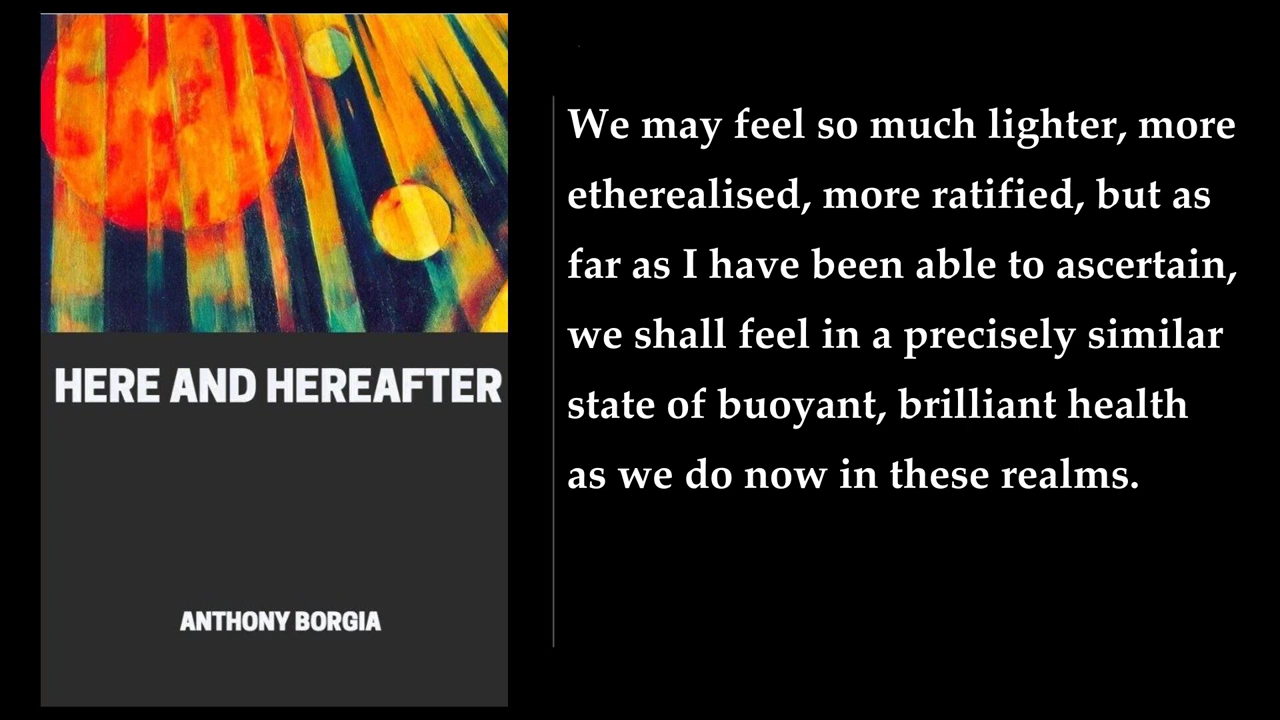 HERE AND HEREAFTER
ANTHONY BORGIA
We may feel so much lighter, more
etherealised, more ratified, but as
far as I have been able to ascertain,
we shall feel in a precisely similar
state of buoyant, brilliant health
as we do now in these realms.